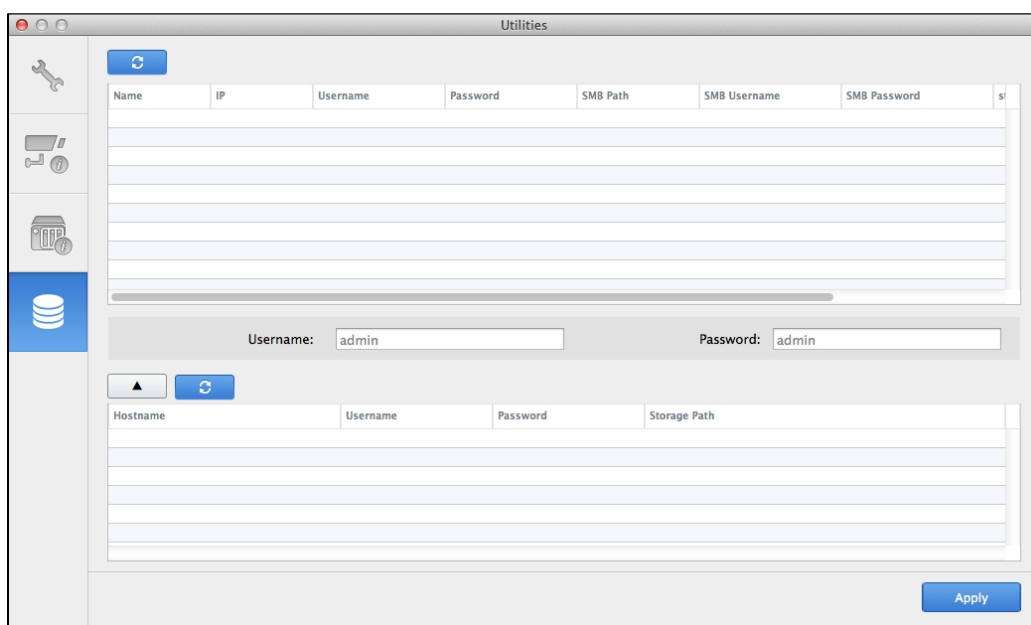 Utilities
Name IP Username Password SMB Path SMB Username SMB Password
Username: admin Password: admin
Hostname Username Password Storage Path
Apply